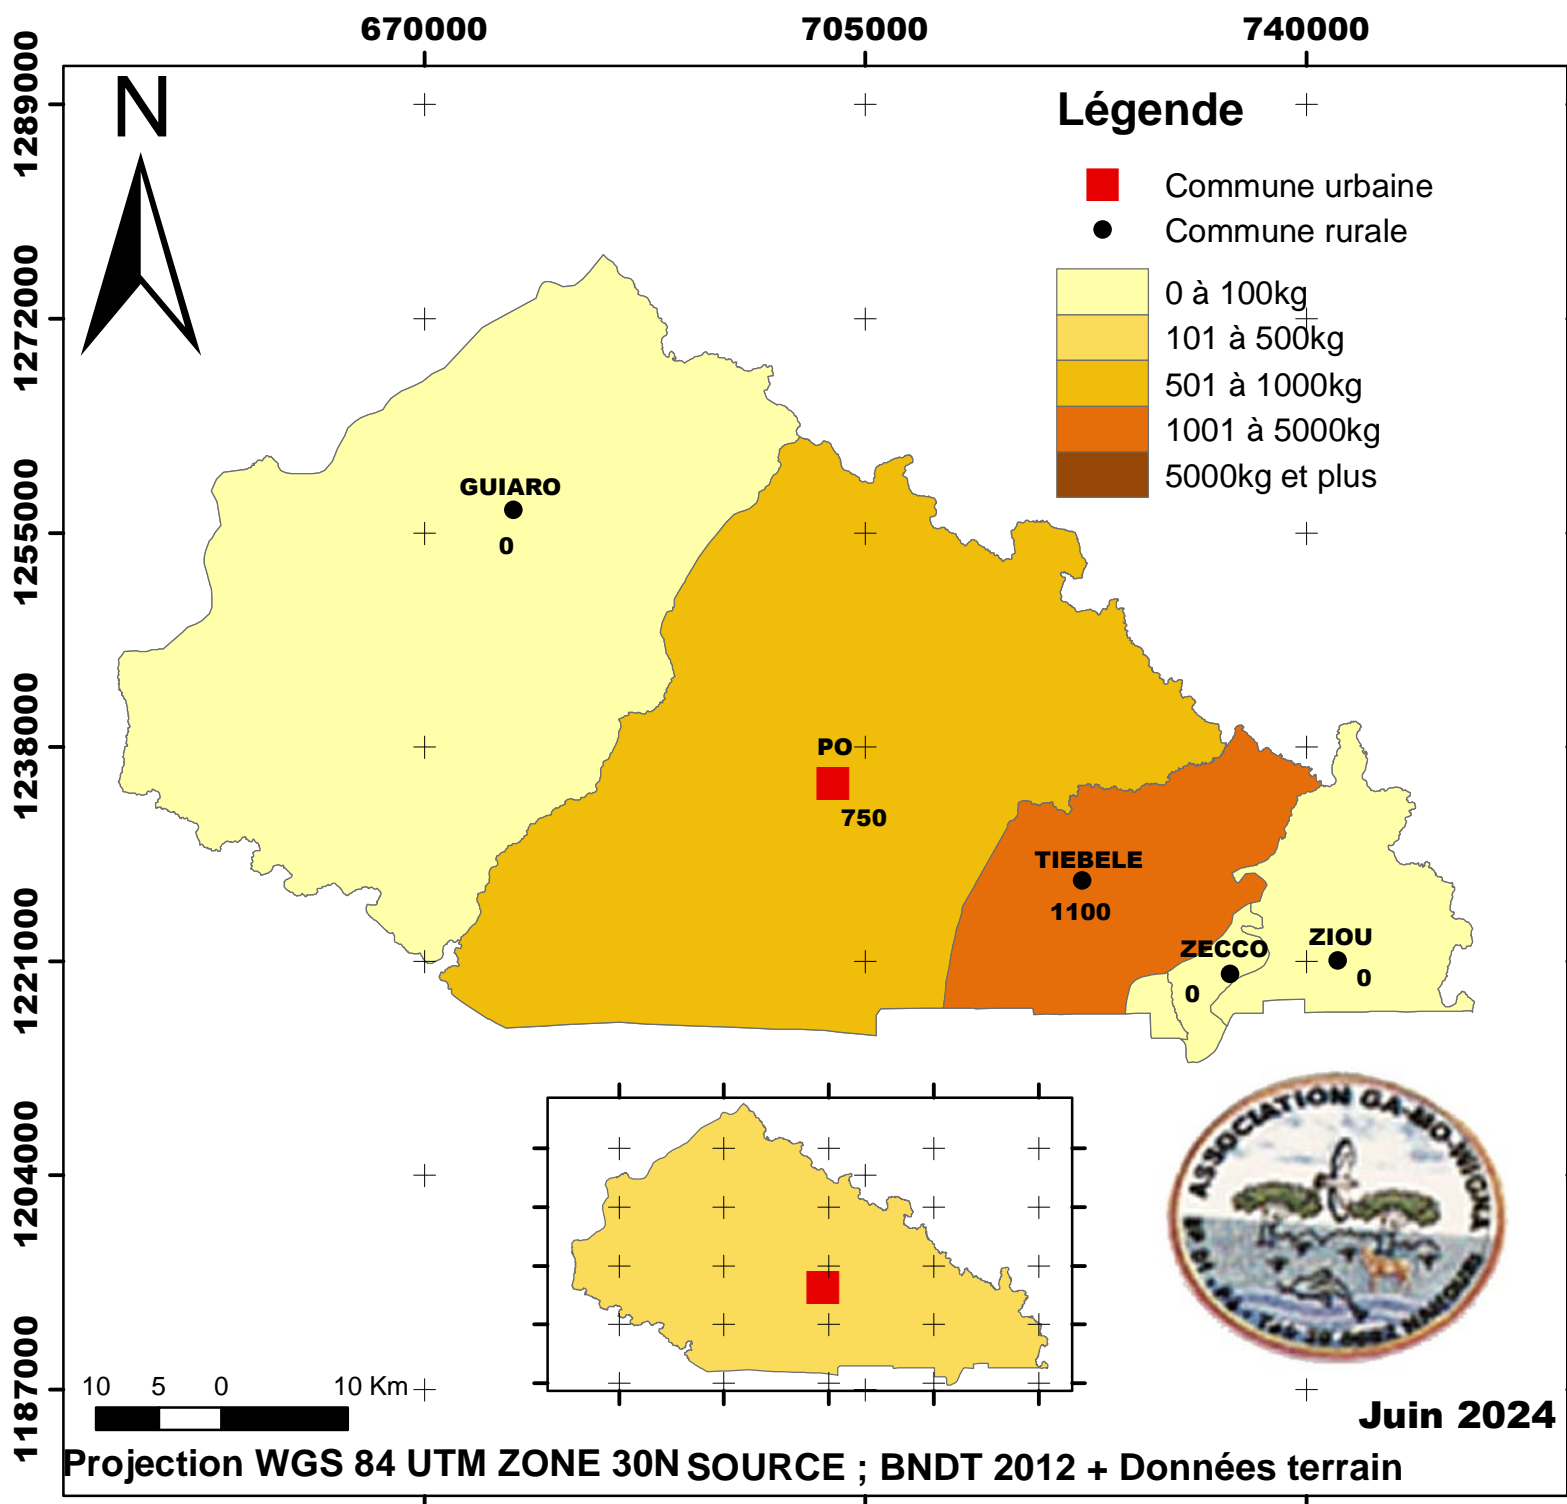 670000 705000 740000
1289000
1272000
1255000
1238000
1221000
1204000
1187000
N
Légende
Commune urbaine
Commune rurale
0 à 100kg
101 à 500kg
501 à 1000kg
1001 à 5000kg
5000kg et plus
GUIARO
0
PO
750
TIEBELE
1100
ZECCO
0
ZIOU
0
ASSOCIATION GA-MO-WIGNA
10 5 0 10 Km
Juin 2024
Projection WGS 84 UTM ZONE 30N SOURCE ; BNDT 2012 + Données terrain